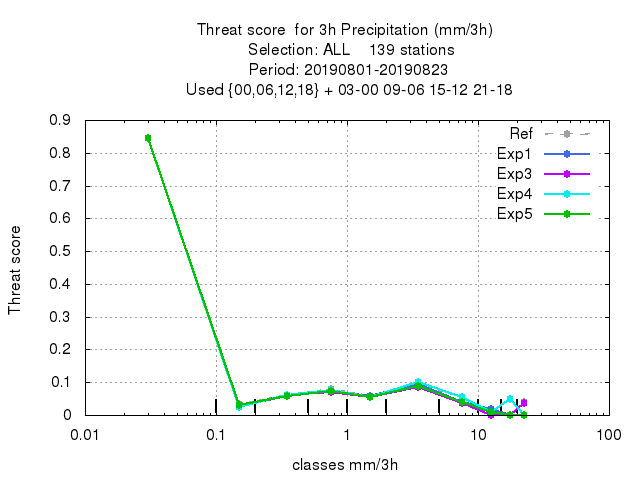 Threat score  for 3h Precipitation (mm/3h)
Selection: ALL    139 stations
Period: 20190801-20190823
Used {00,06,12,18} + 03-00 09-06 15-12 21-18
Ref
Exp1
Exp3
Exp4
Exp5
0.9
0.8
0.7
0.6
0.5
0.4
0.3
0.2
0.1
0
Threat score
0.01 0.1 1 10 100
classes mm/3h